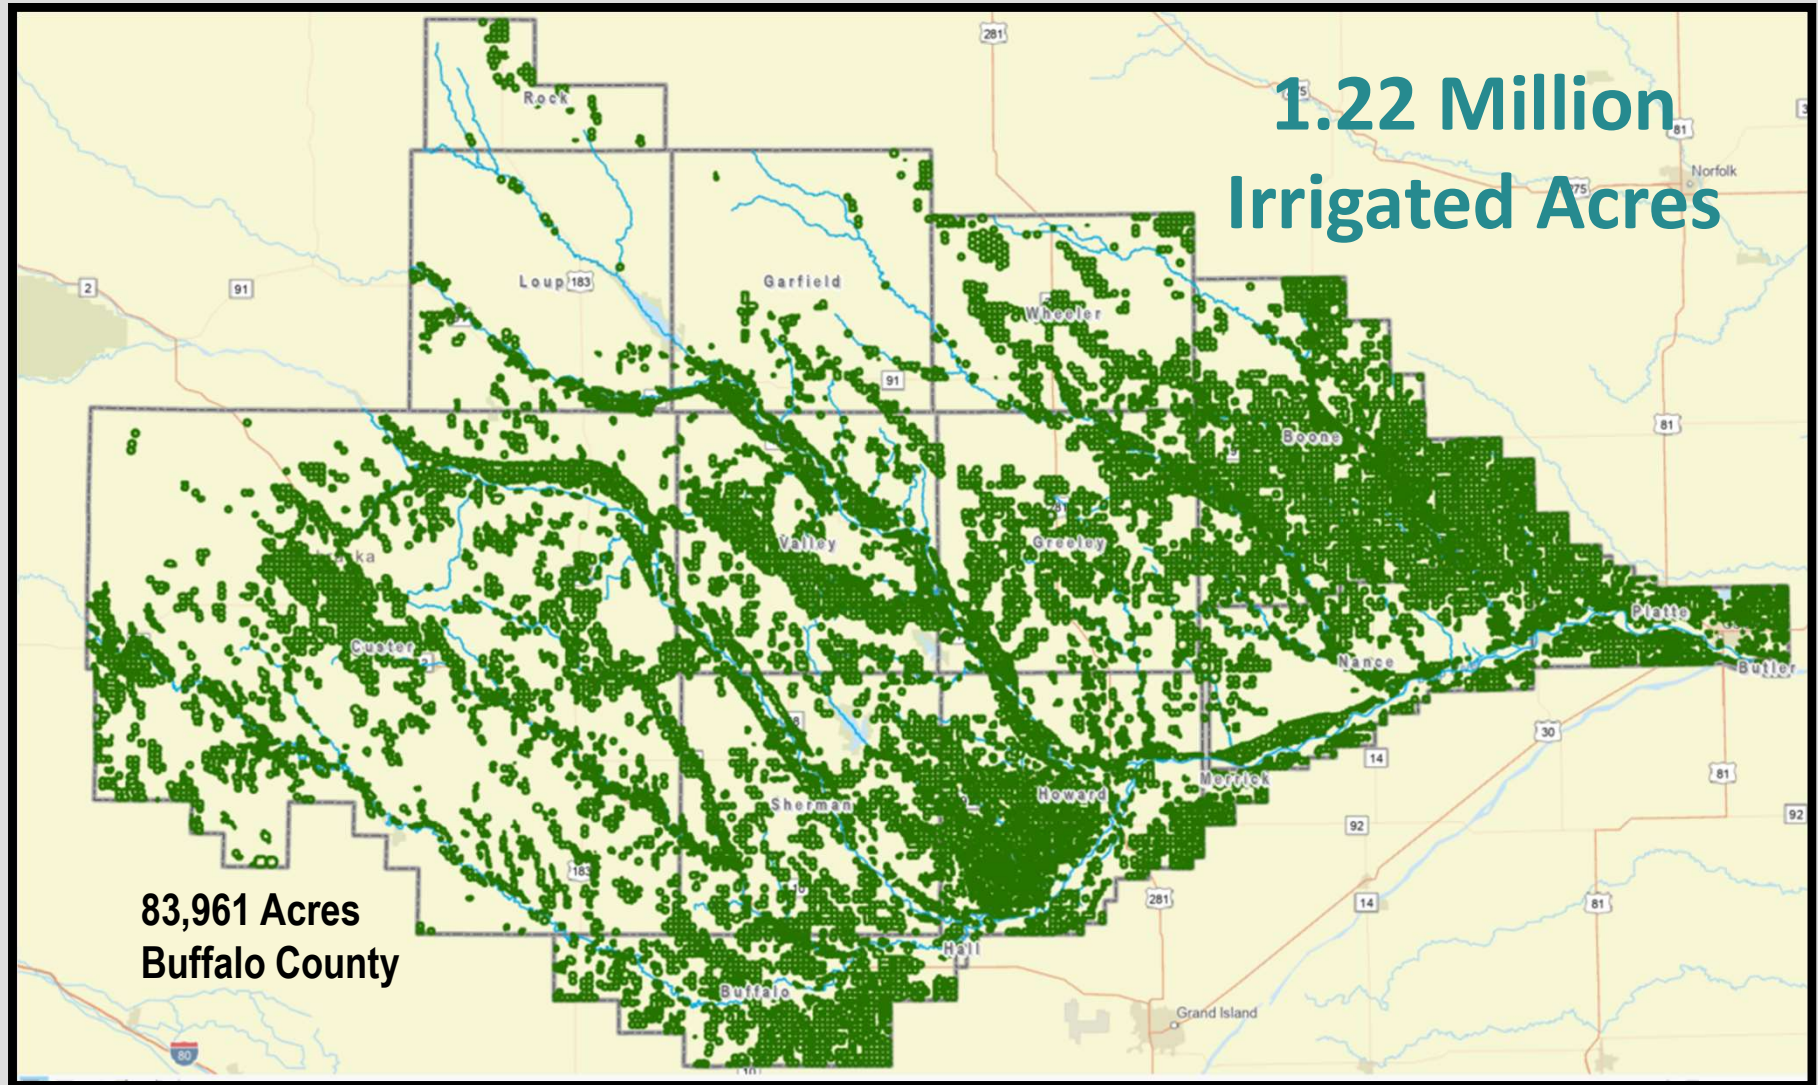 281
1.22 Million
Irrigated Acres
81
Norfolk
Rock
2
91
Loup
183
Garfield
Wheeler
91
81
Boone
Valley
Greeley
Custer
Platte
Nance
Butler
30
14
81
Merrick
Howard
Sherman
92
92
183
281
14
81
83,961 Acres
Buffalo County
Hall
Buffalo
Grand Island
80